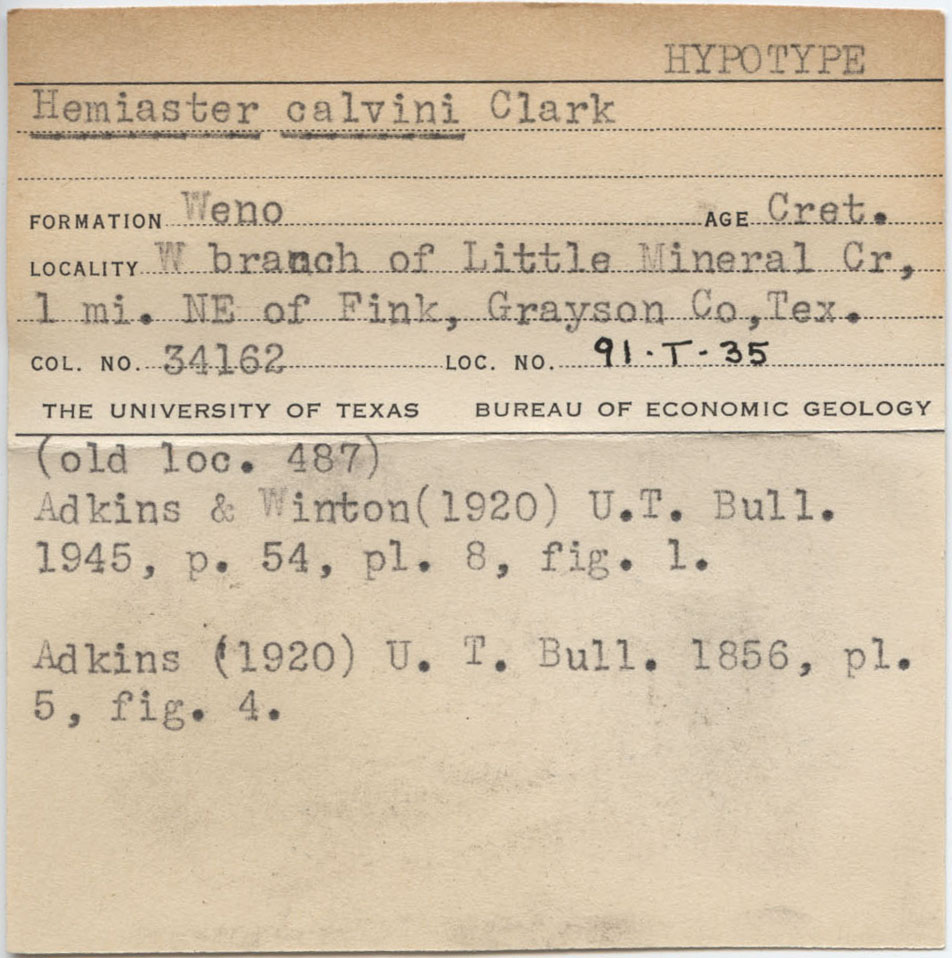 HYPOTYPE
Hemiaster calvini Clark
FORMATION Weno AGE Cret.
LOCALITY W branch of Little Mineral Cr,
1 mi. NE of Fink, Grayson Co,Tex.
COL. NO. 34162 LOC. NO. 91-T-35
THE UNIVERSITY OF TEXAS BUREAU OF ECONOMIC GEOLOGY
(old loc. 487)
Adkins & Winton(1920) U.T. Bull.
1945, p. 54, pl. 8, fig. 1.
Adkins (1920) U. T. Bull. 1856, pl.
5, fig. 4.